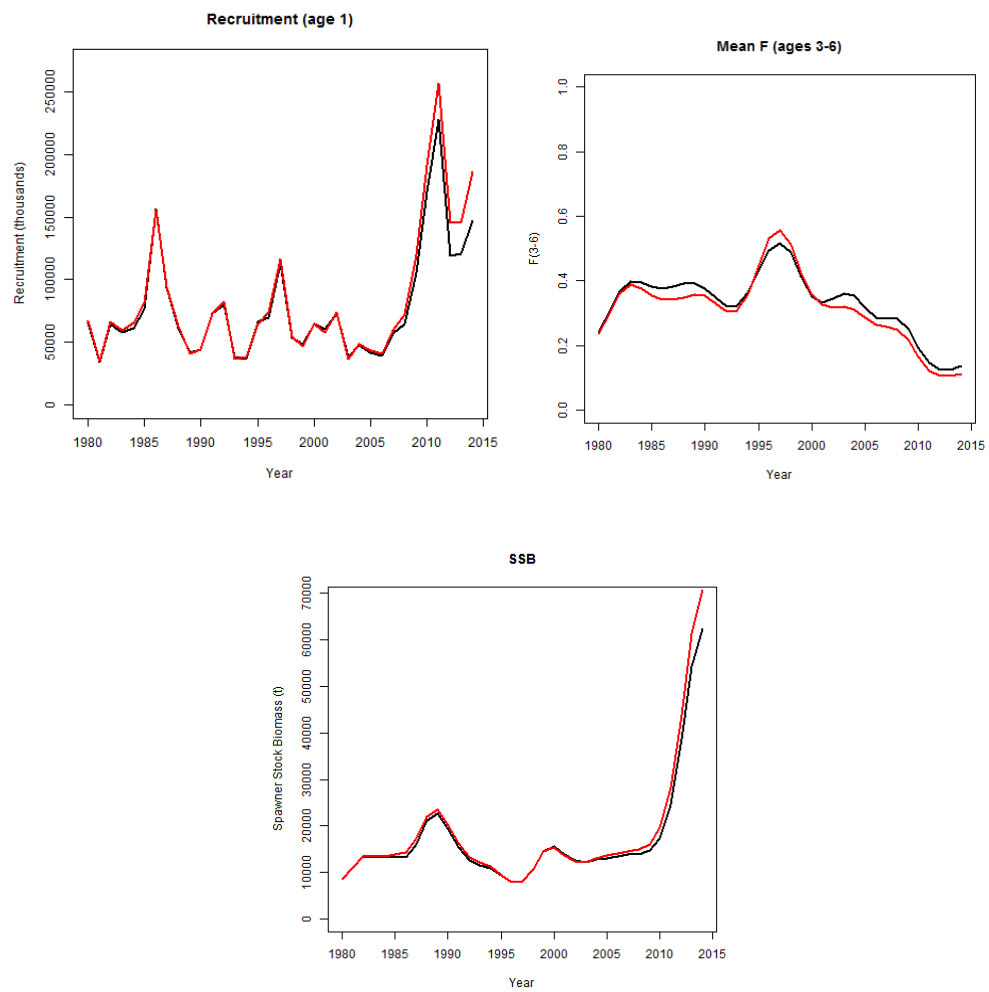 Recruitment (age 1)
Recruitment (thousands)
250000
200000
150000
100000
50000
0
1980 1985 1990 1995 2000 2005 2010 2015
Year
Mean F (ages 3-6)
F(3-6)
1.0
0.8
0.6
0.4
0.2
0.0
1980 1985 1990 1995 2000 2005 2010 2015
Year
SSB
Spawner Stock Biomass (t)
70000
60000
50000
40000
30000
20000
10000
0
1980 1985 1990 1995 2000 2005 2010 2015
Year